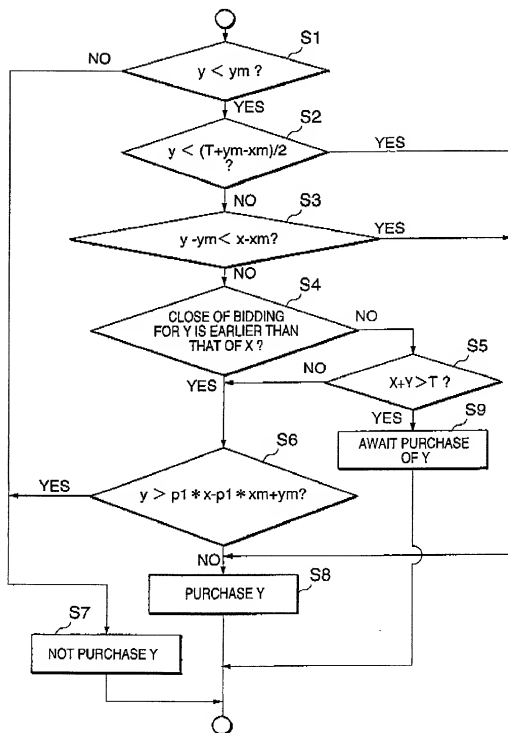 S1
NO
y < ym ?
YES
S2
y < (T+ym-xm)/2
?
YES
NO
S3
y -ym< x-xm?
YES
NO
S4
CLOSE OF BIDDING
FOR Y IS EARLIER THAN
THAT OF X ?
NO
S5
NO
X+Y>T ?
YES
YES
S9
AWAIT PURCHASE
OF Y
S6
YES
y > p1*x-p1*xm+ym?
NO
S8
PURCHASE Y
S7
NOT PURCHASE Y